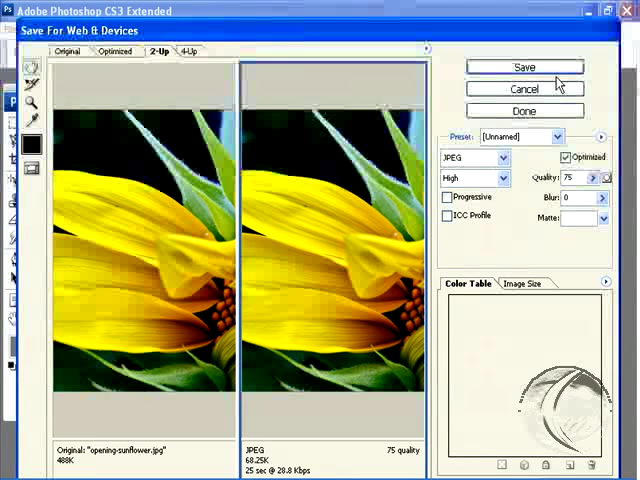 Adobe Photoshop CS3 Extended
Save For Web & Devices
Original
Optimized
2-Up
4-Up
Save
Cancel
Done
Preset: [Unnamed]
JPEG
Optimized
High
Quality: 75
Progressive
Blur: 0
ICC Profile
Matte:
Color Table
Image Size
Original: "opening-sunflower.jpg"
488K
JPEG
75 quality
68.25K
25 sec @ 28.8 Kbps